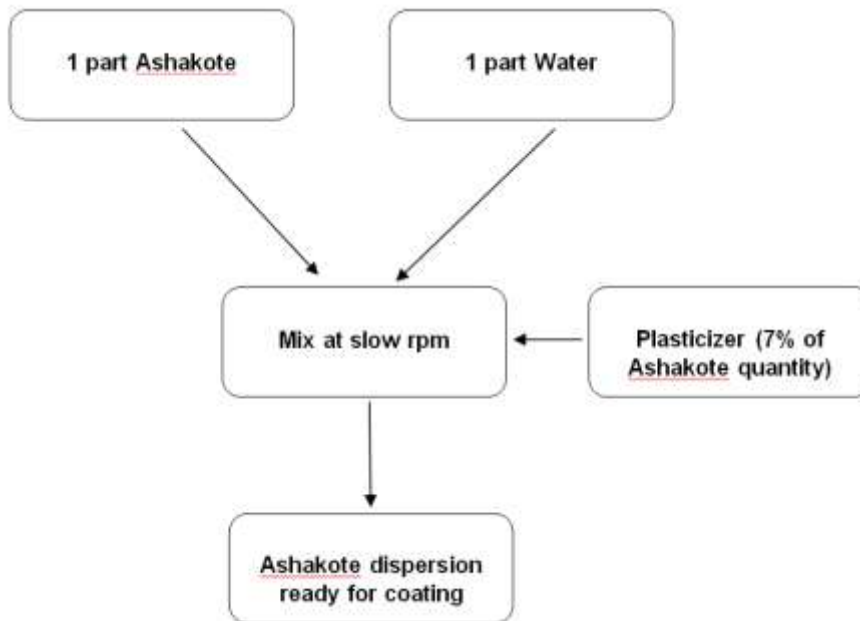 1 part Ashakote
1 part Water
Mix at slow rpm
Plasticizer (7% of
Ashakote quantity)
Ashakote dispersion
ready for coating